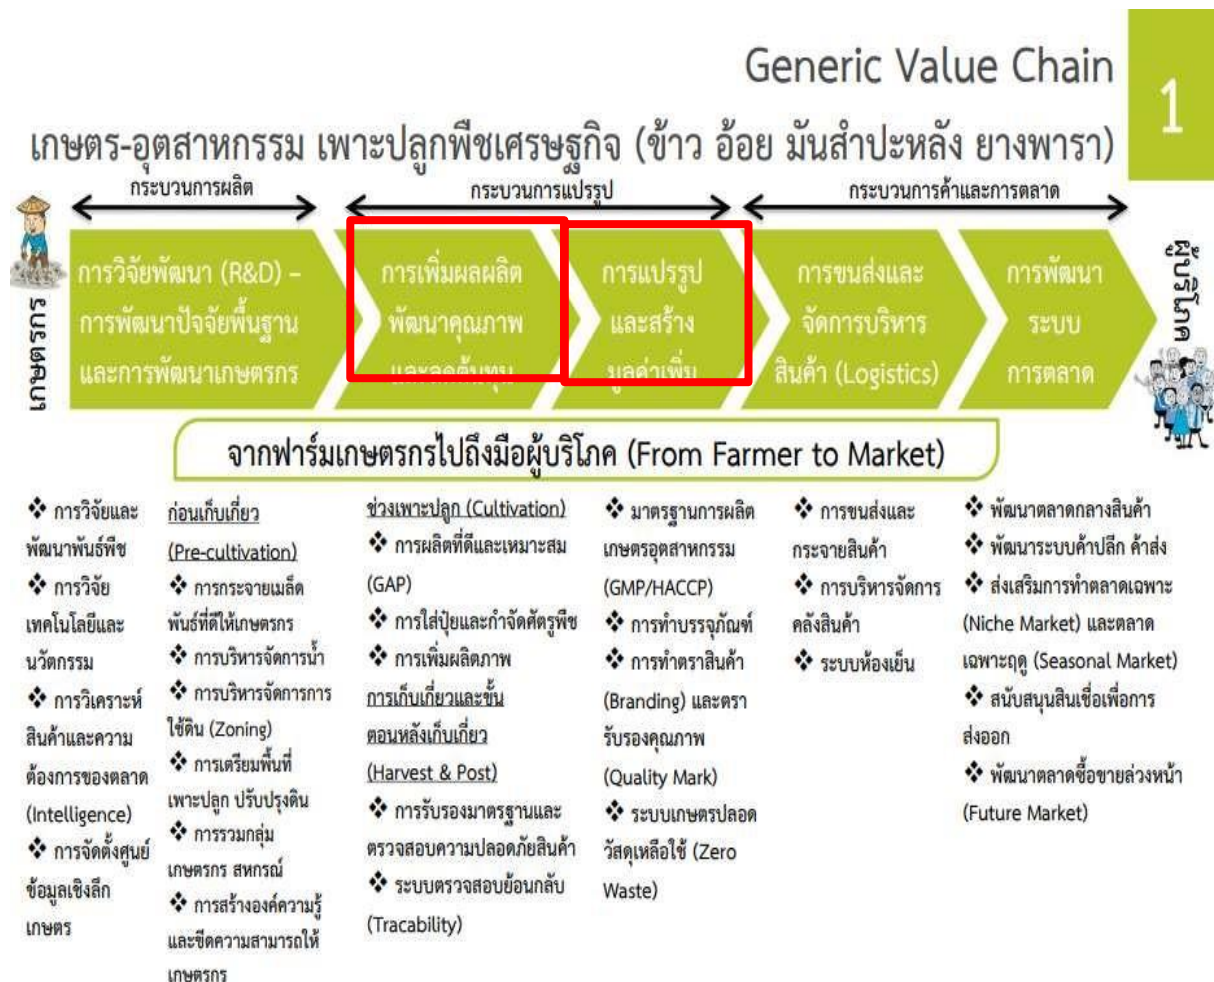 Generic Value Chain
1
เกษตร-อุตสาหกรรม เพาะปลูกพืชเศรษฐกิจ (ข้าว อ้อย มันสำปะหลัง ยางพารา)
กระบวนการผลิต
กระบวนการแปรรูป
กระบวนการค้าและการตลาด
เกษตรกร
การวิจัยพัฒนา (R&D) –
การพัฒนาปัจจัยพื้นฐาน
และการพัฒนาเกษตรกร
การเพิ่มผลผลิต
พัฒนาคุณภาพ
และลดต้นทุน
การแปรรูป
และสร้าง
มูลค่าเพิ่ม
การขนส่งและ
จัดการบริหาร
สินค้า (Logistics)
การพัฒนา
ระบบ
การตลาด
ผู้บริโภค
จากฟาร์มเกษตรกรไปถึงมือผู้บริโภค (From Farmer to Market)
❖ การวิจัยและ
พัฒนาพันธ์พืช
❖ การวิจัย
เทคโนโลยีและ
นวัตกรรม
❖ การวิเคราะห์
สินค้าและความ
ต้องการของตลาด
(Intelligence)
❖ การจัดตั้งศูนย์
ข้อมูลเชิงลึก
เกษตร
ก่อนเก็บเกี่ยว
(Pre-cultivation)
❖ การกระจายเมล็ด
พันธ์ที่ดีให้เกษตรกร
❖ การบริหารจัดการน้ำ
❖ การบริหารจัดการการ
ใช้ดิน (Zoning)
❖ การเตรียมพื้นที่
เพาะปลูก ปรับปรุงดิน
❖ การรวมกลุ่ม
เกษตรกร สหกรณ์
❖ การสร้างองค์ความรู้
และขีดความสามารถให้
เกษตรกร
ช่วงเพาะปลูก (Cultivation)
❖ การผลิตที่ดีและเหมาะสม
(GAP)
❖ การใส่ปุ๋ยและกำจัดศัตรูพืช
❖ การเพิ่มผลิตภาพ
การเก็บเกี่ยวและขั้น
ตอนหลังเก็บเกี่ยว
(Harvest & Post)
❖ การรับรองมาตรฐานและ
ตรวจสอบความปลอดภัยสินค้า
❖ ระบบตรวจสอบย้อนกลับ
(Tracability)
❖ มาตรฐานการผลิต
เกษตรอุตสาหกรรม
(GMP/HACCP)
❖ การทำบรรจุภัณฑ์
❖ การทำตราสินค้า
(Branding) และตรา
รับรองคุณภาพ
(Quality Mark)
❖ ระบบเกษตรปลอด
วัสดุเหลือใช้ (Zero
Waste)
❖ การขนส่งและ
กระจายสินค้า
❖ การบริหารจัดการ
คลังสินค้า
❖ ระบบห้องเย็น
❖ พัฒนาตลาดกลางสินค้า
❖ พัฒนาระบบค้าปลีก ค้าส่ง
❖ ส่งเสริมการทำตลาดเฉพาะ
(Niche Market) และตลาด
เฉพาะฤดู (Seasonal Market)
❖ สนับสนุนสินเชื่อเพื่อการ
ส่งออก
❖ พัฒนาตลาดซื้อขายล่วงหน้า
(Future Market)